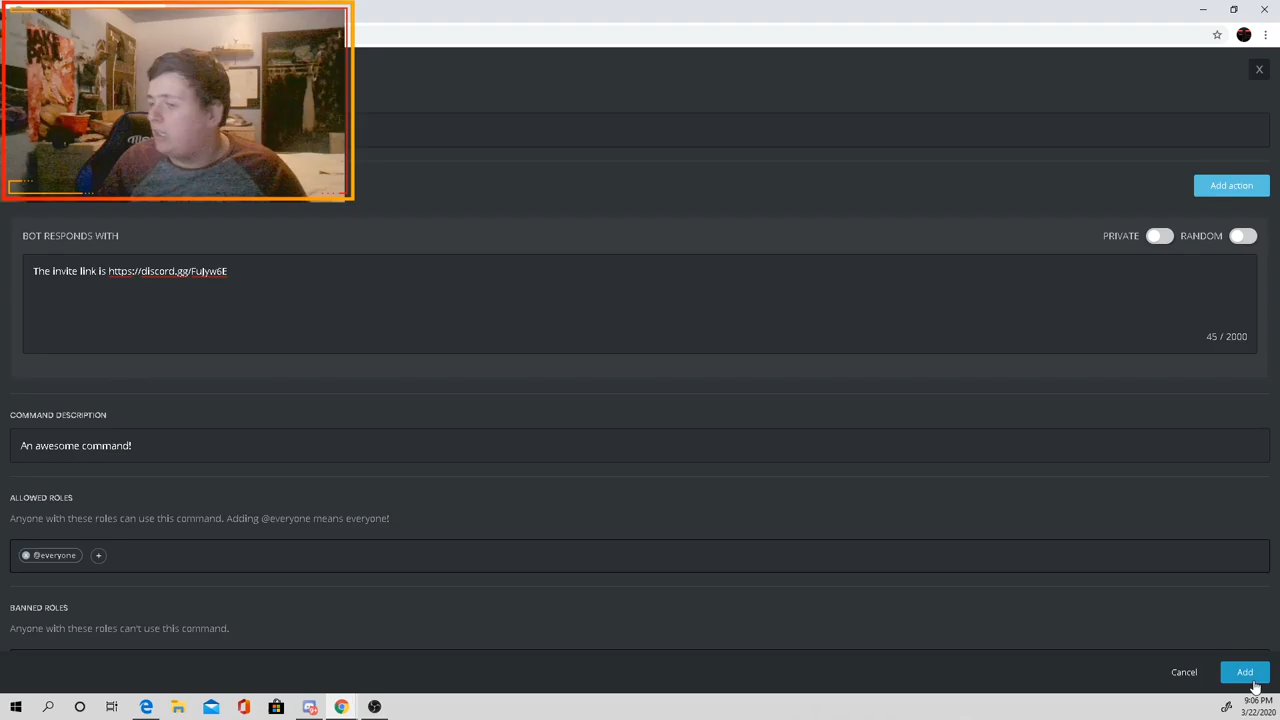 X
Add action
BOT RESPONDS WITH
PRIVATE
RANDOM
The invite link is https://discord.gg/FuJyw6E
45 / 2000
COMMAND DESCRIPTION
An awesome command!
ALLOWED ROLES
Anyone with these roles can use this command. Adding @everyone means everyone!
@everyone +
BANNED ROLES
Anyone with these roles can't use this command.
Cancel
Add
9:06 PM
3/22/2020